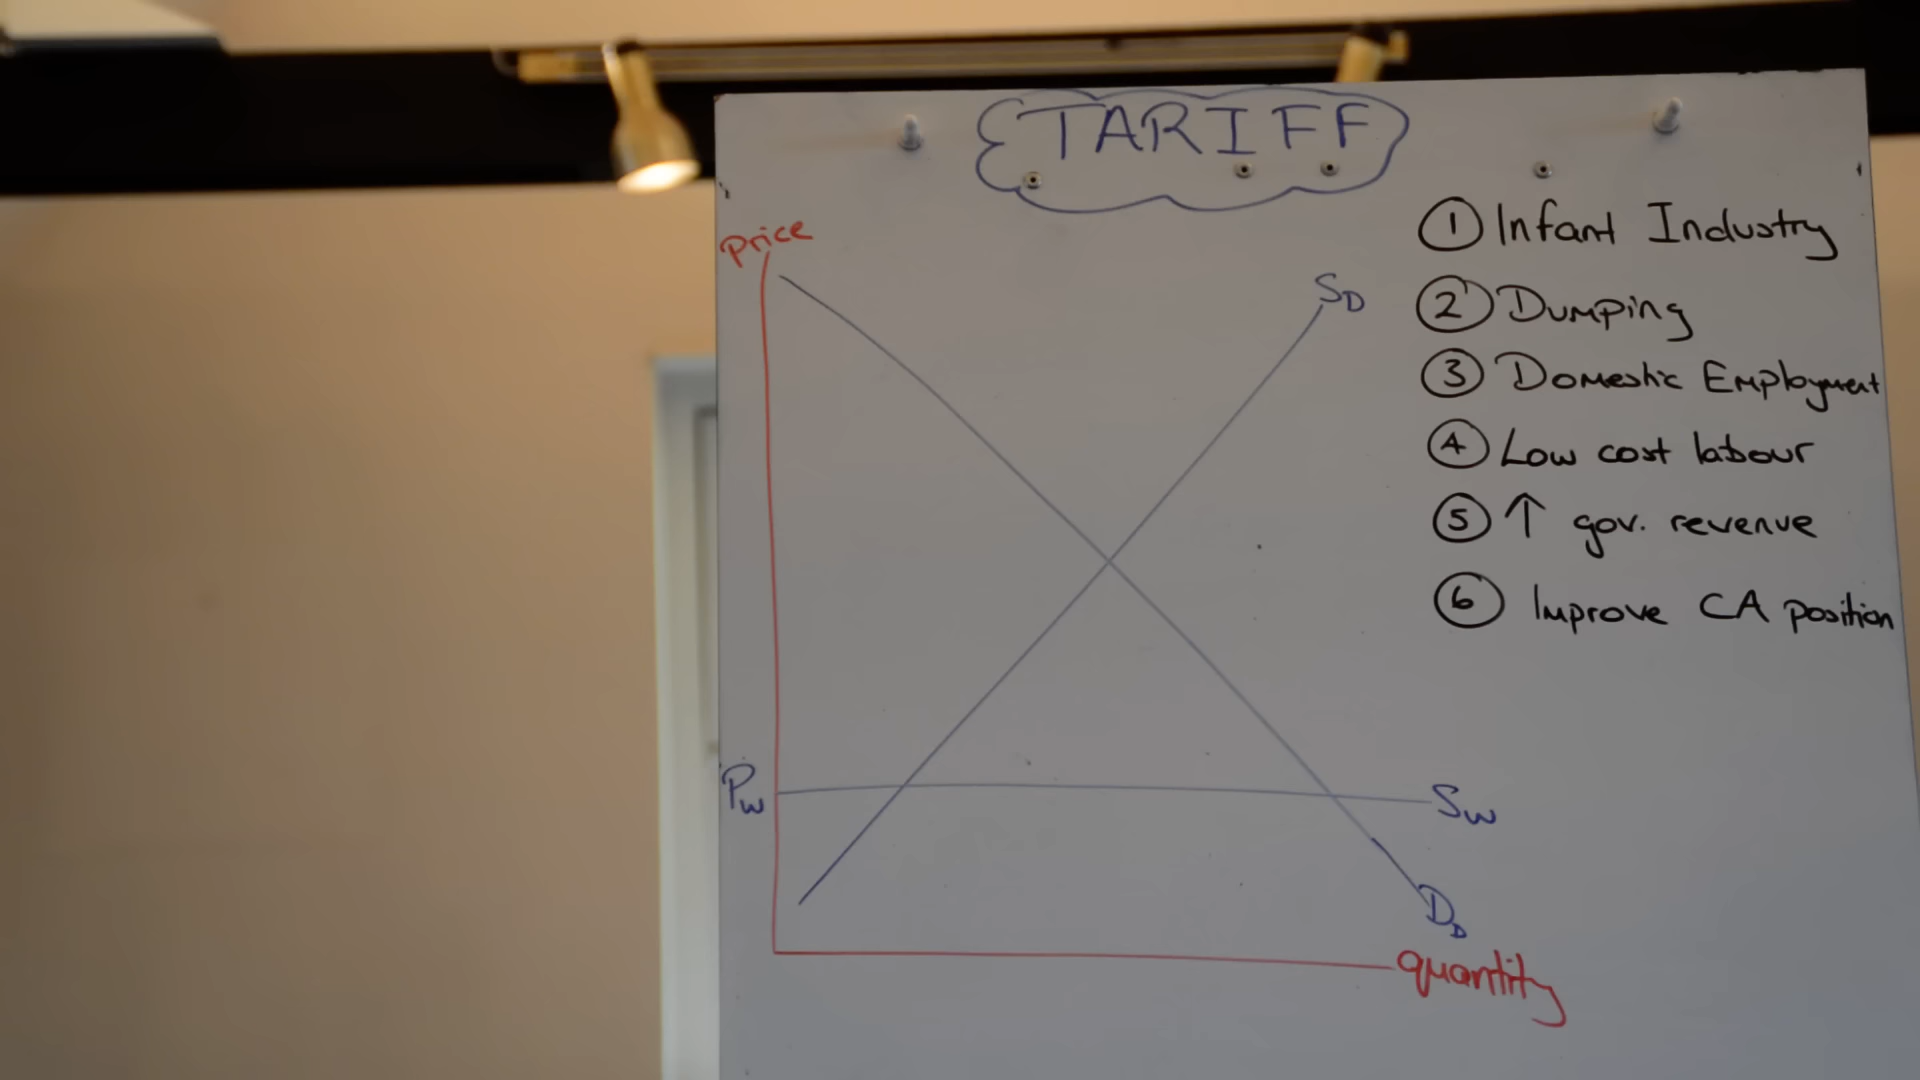 TARIFF
price
SD
Pw
Sw
DD
quantity
① Infant Industry
② Dumping
③ Domestic Employment
④ Low cost labour
⑤ ↑ gov. revenue
⑥ Improve CA position